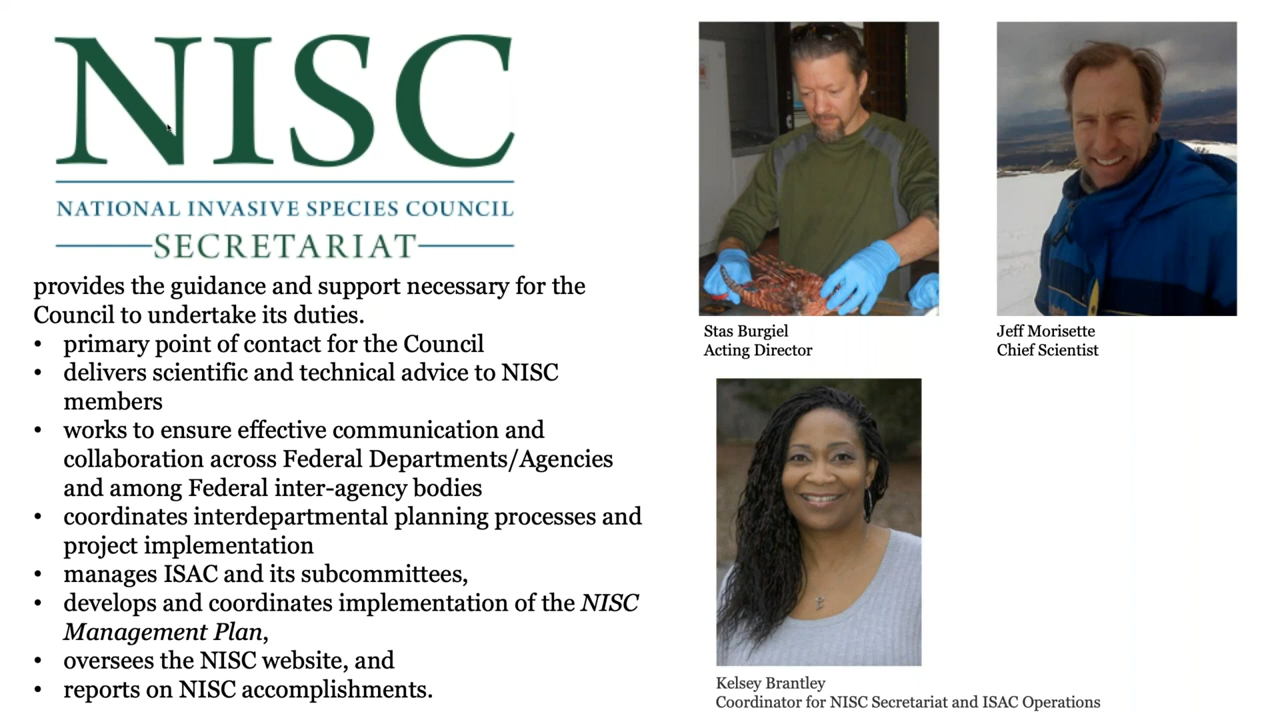 NISC
NATIONAL INVASIVE SPECIES COUNCIL
SECRETARIAT
provides the guidance and support necessary for the
Council to undertake its duties.
• primary point of contact for the Council
• delivers scientific and technical advice to NISC
members
• works to ensure effective communication and
collaboration across Federal Departments/Agencies
and among Federal inter-agency bodies
• coordinates interdepartmental planning processes and
project implementation
• manages ISAC and its subcommittees,
• develops and coordinates implementation of the NISC
Management Plan,
• oversees the NISC website, and
• reports on NISC accomplishments.
Stas Burgiel
Acting Director
Jeff Morisette
Chief Scientist
Kelsey Brantley
Coordinator for NISC Secretariat and ISAC Operations